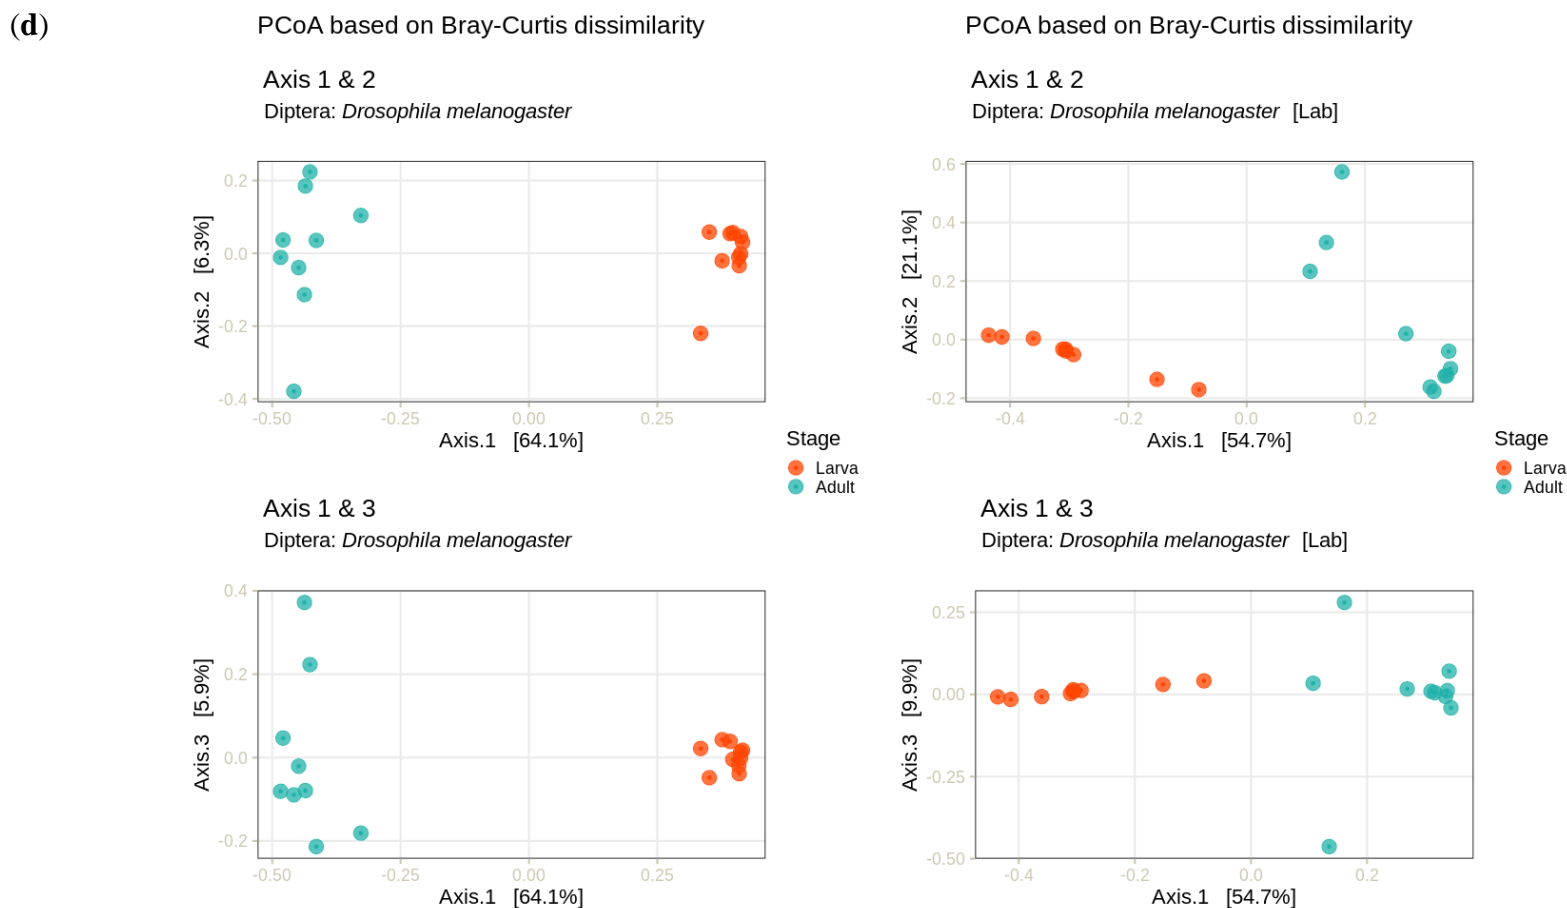 (d)
PCoA based on Bray-Curtis dissimilarity
Axis 1 & 2
Diptera: Drosophila melanogaster
0.2
0.0
-0.2
-0.4
Axis.2 [6.3%]
-0.50
-0.25
0.00
0.25
Axis.1 [64.1%]
Stage
Larva
Adult
PCoA based on Bray-Curtis dissimilarity
Axis 1 & 2
Diptera: Drosophila melanogaster [Lab]
0.6
0.4
0.2
0.0
-0.2
Axis.2 [21.1%]
-0.4
-0.2
0.0
0.2
Axis.1 [54.7%]
Stage
Larva
Adult
Axis 1 & 3
Diptera: Drosophila melanogaster
0.4
0.2
0.0
-0.2
Axis.3 [5.9%]
-0.50
-0.25
0.00
0.25
Axis.1 [64.1%]
Axis 1 & 3
Diptera: Drosophila melanogaster [Lab]
0.25
0.00
-0.25
-0.50
Axis.3 [9.9%]
-0.4
-0.2
0.0
0.2
Axis.1 [54.7%]